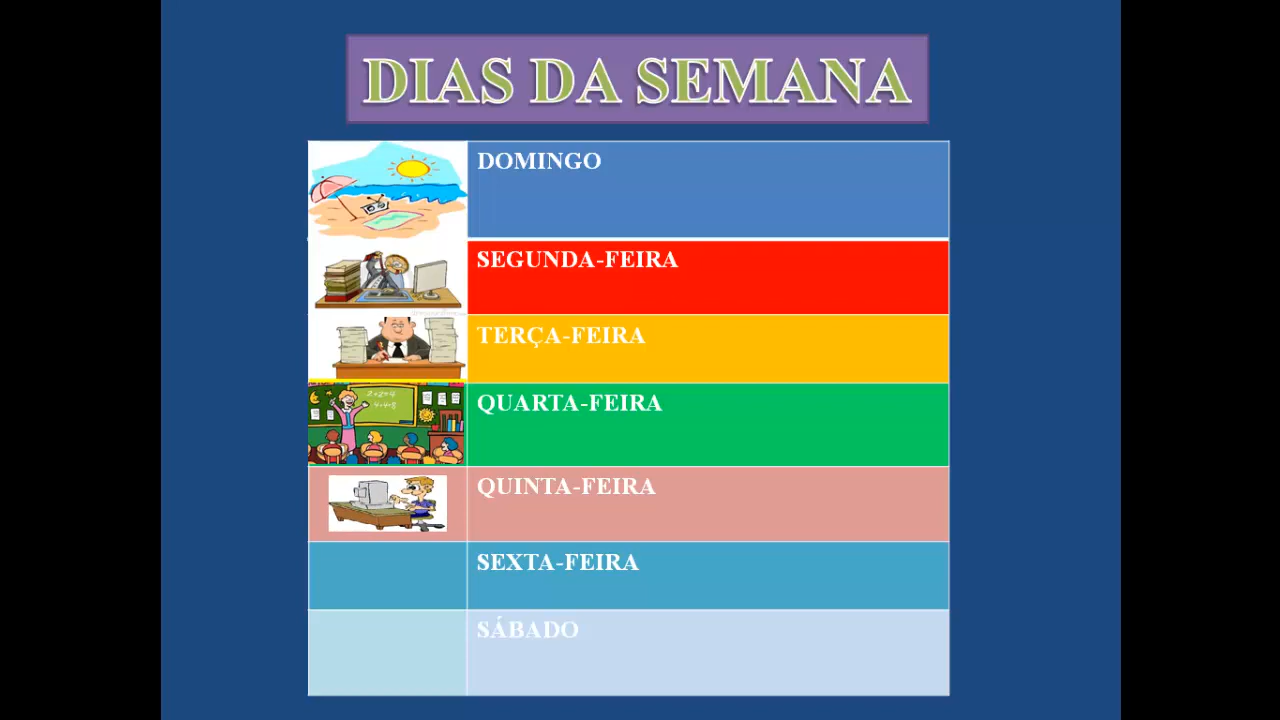 DIAS DA SEMANA
DOMINGO
SEGUNDA-FEIRA
TERÇA-FEIRA
QUARTA-FEIRA
QUINTA-FEIRA
SEXTA-FEIRA
SÁBADO